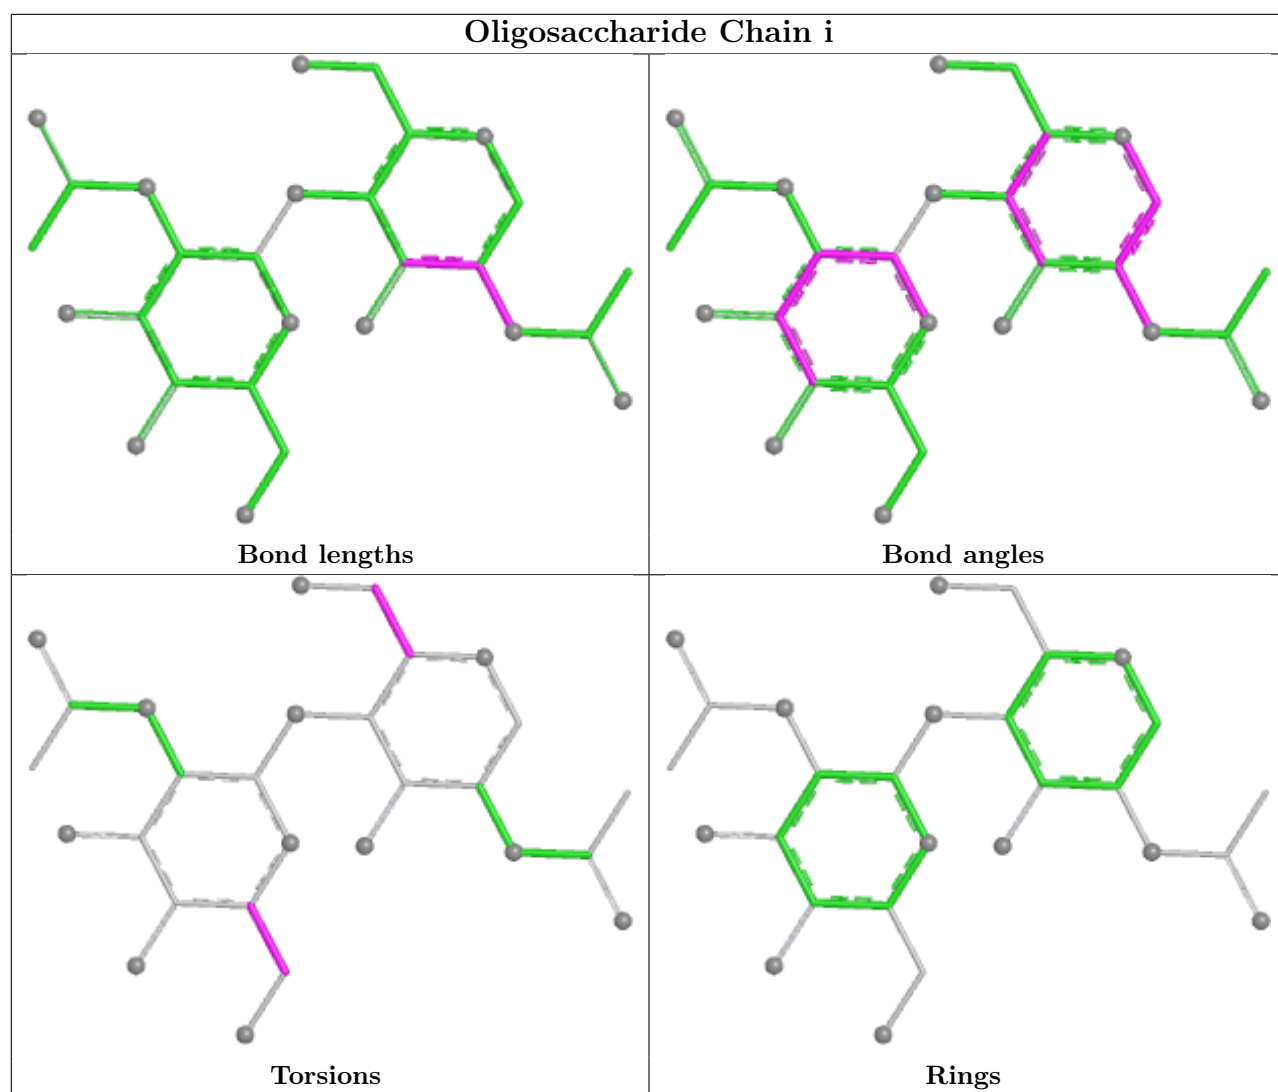 Oligosaccharide Chain i
Bond lengths
Bond angles
Torsions
Rings